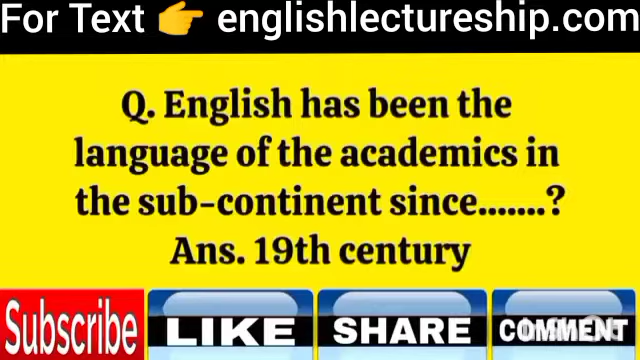 For Text 👉 englishlectureship.com
Q. English has been the
language of the academics in
the sub-continent since.......?
Ans. 19th century
Subscribe LIKE SHARE COMMENT